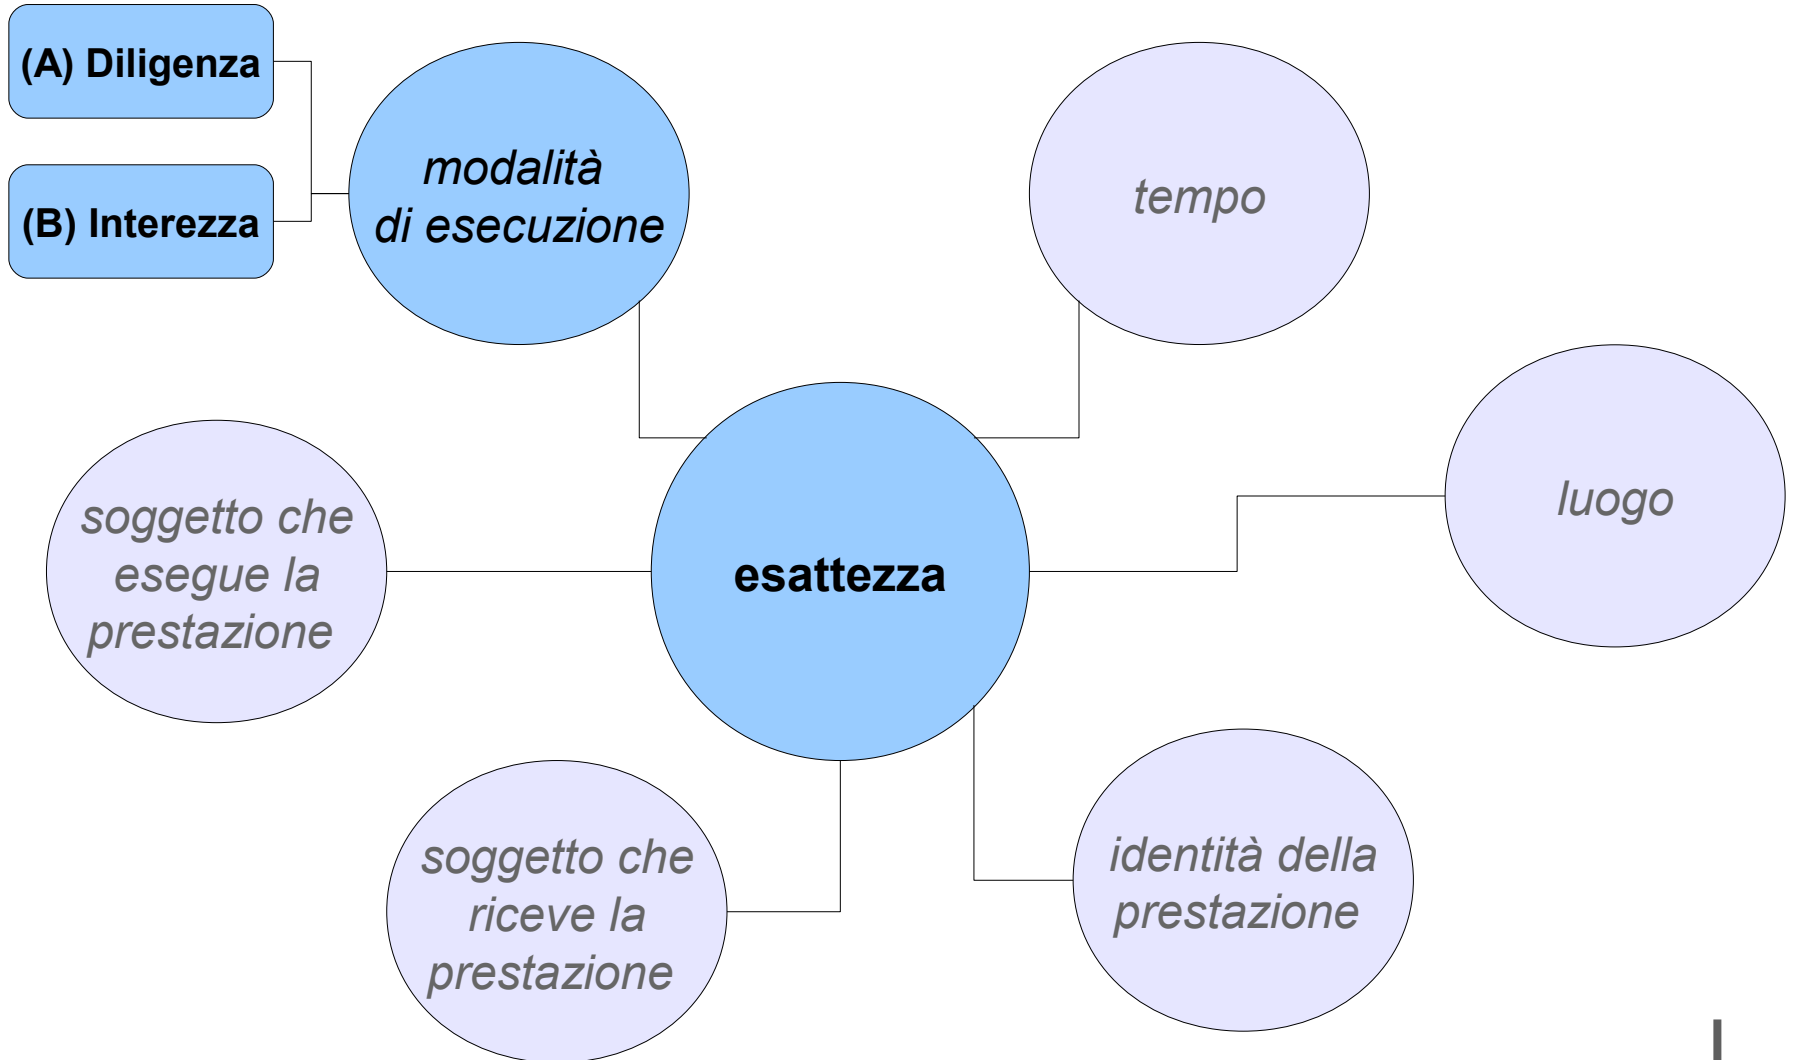 (A) Diligenza
(B) Interezza
modalità
di esecuzione
tempo
luogo
soggetto che
esegue la
prestazione
esattezza
soggetto che
riceve la
prestazione
identità della
prestazione